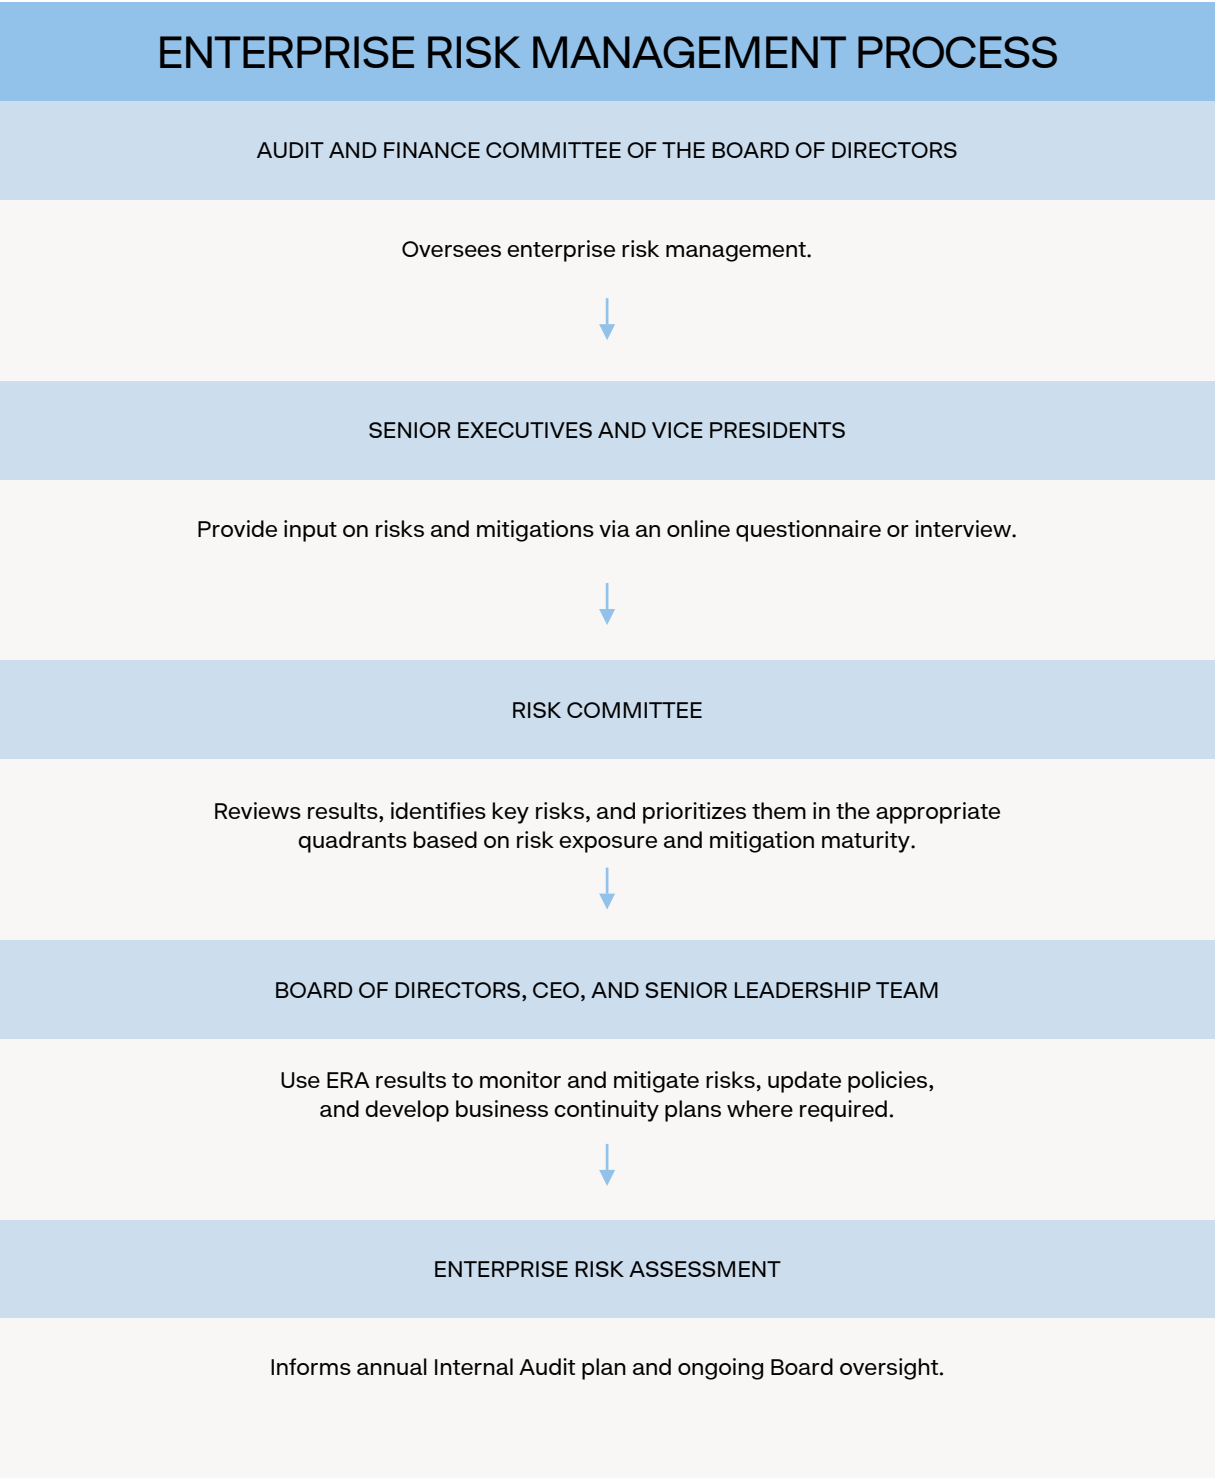 ENTERPRISE RISK MANAGEMENT PROCESS
AUDIT AND FINANCE COMMITTEE OF THE BOARD OF DIRECTORS
Oversees enterprise risk management.
SENIOR EXECUTIVES AND VICE PRESIDENTS
Provide input on risks and mitigations via an online questionnaire or interview.
RISK COMMITTEE
Reviews results, identifies key risks, and prioritizes them in the appropriate
quadrants based on risk exposure and mitigation maturity.
BOARD OF DIRECTORS, CEO, AND SENIOR LEADERSHIP TEAM
Use ERA results to monitor and mitigate risks, update policies,
and develop business continuity plans where required.
ENTERPRISE RISK ASSESSMENT
Informs annual Internal Audit plan and ongoing Board oversight.